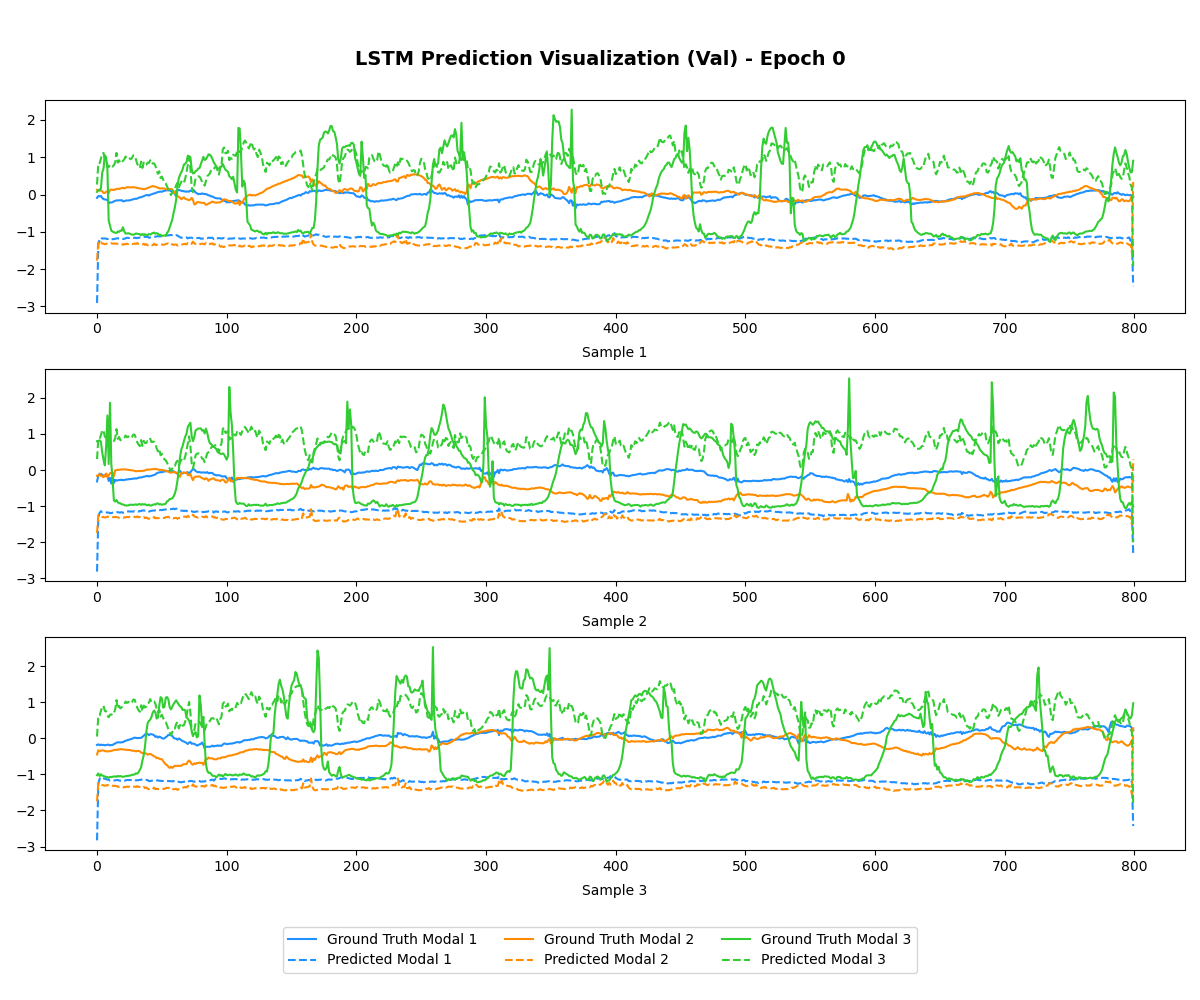 LSTM Prediction Visualization (Val) - Epoch 0
2
1
0
−1
−2
−3
0 100 200 300 400 500 600 700 800
Sample 1
2
1
0
−1
−2
−3
0 100 200 300 400 500 600 700 800
Sample 2
2
1
0
−1
−2
−3
0 100 200 300 400 500 600 700 800
Sample 3
Ground Truth Modal 1 Ground Truth Modal 2 Ground Truth Modal 3
Predicted Modal 1 Predicted Modal 2 Predicted Modal 3